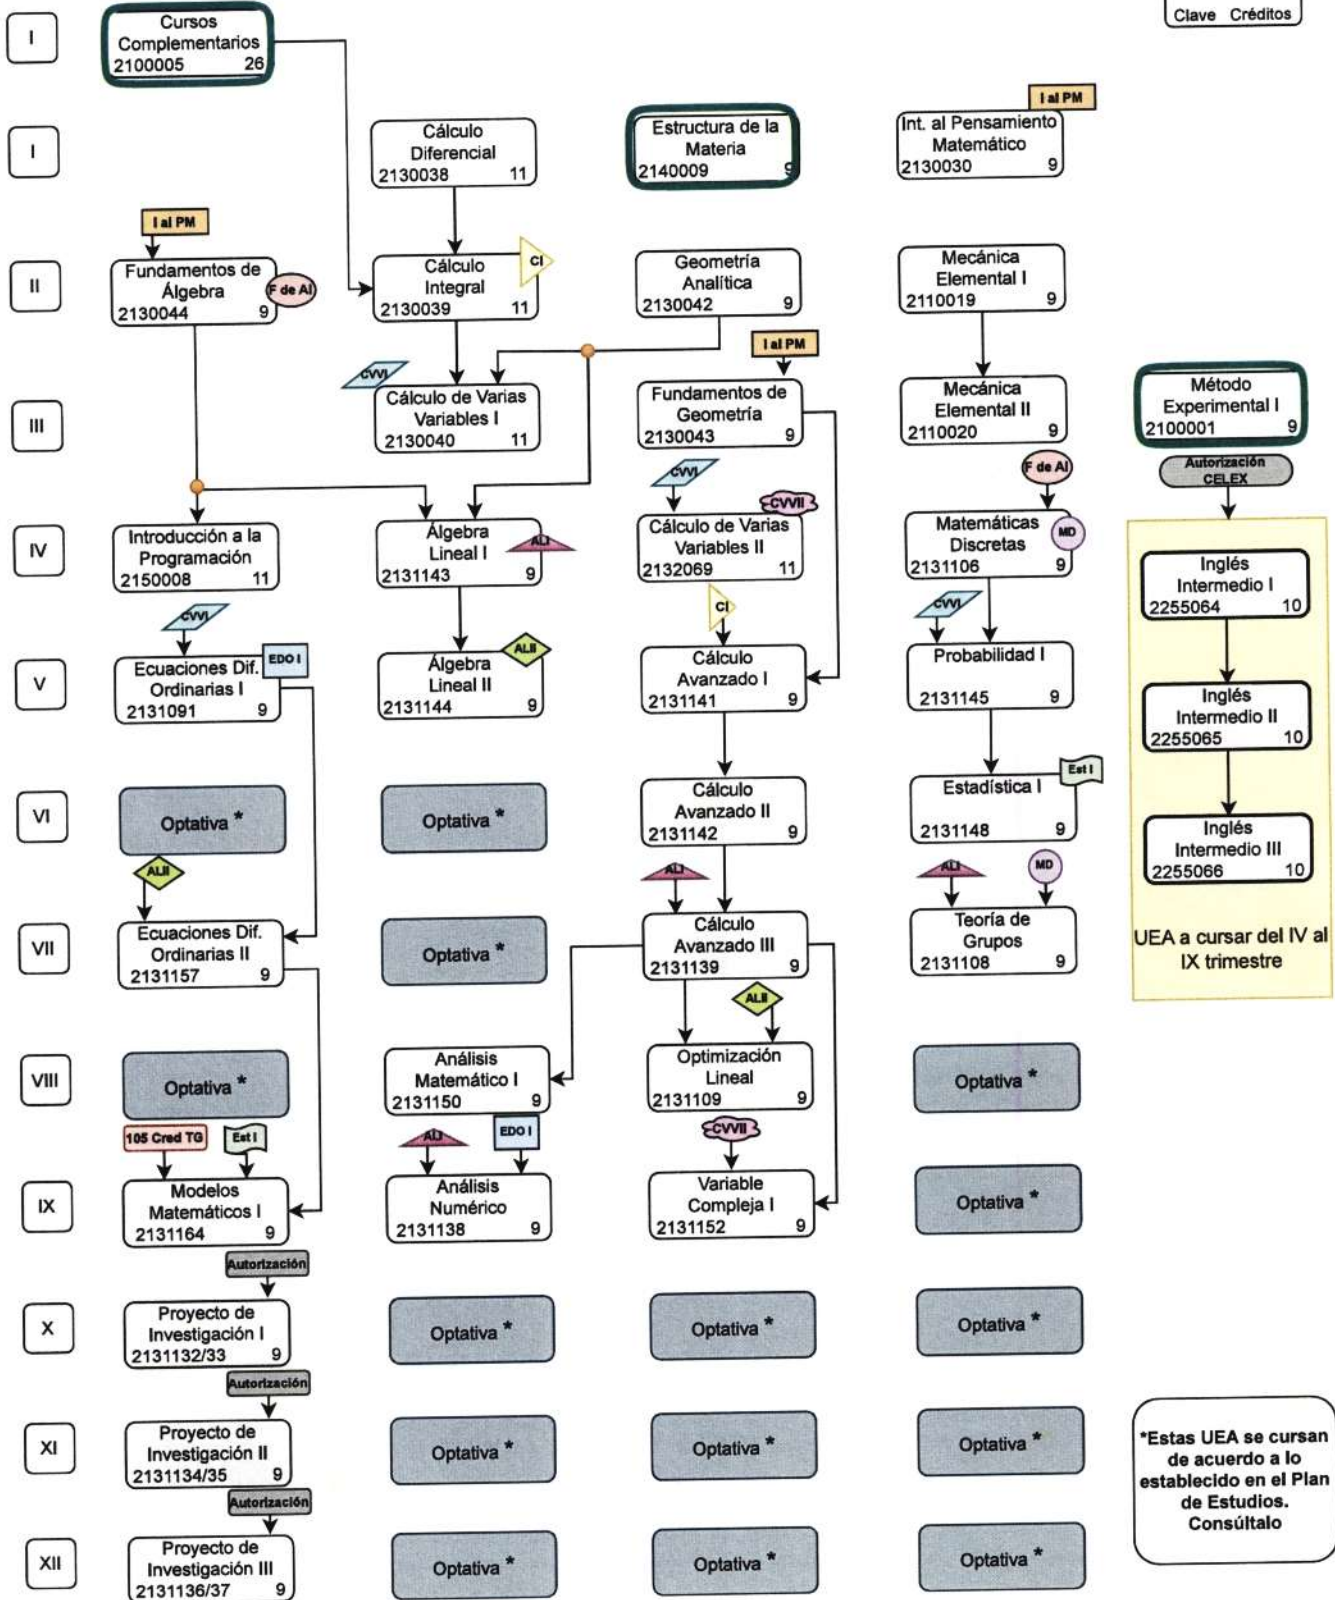 Clave Créditos
I
Cursos
Complementarios
2100005 26
I al PM
I
Cálculo
Diferencial
2130038 11
Estructura de la
Materia
2140009 9
Int. al Pensamiento
Matemático
2130030 9
I al PM
II
Fundamentos de
Álgebra
2130044 9
F de Al
Cálculo
Integral
2130039 11
CI
Geometría
Analítica
2130042 9
Mecánica
Elemental I
2110019 9
I al PM
CVVI
III
Cálculo de Varias
Variables I
2130040 11
Fundamentos de
Geometría
2130043 9
Mecánica
Elemental II
2110020 9
Método
Experimental I
2100001 9
CVVI
F de Al
Autorización
CELEX
IV
Introducción a la
Programación
2150008 11
Álgebra
Lineal I
2131143 9
ALI
CVVII
Cálculo de Varias
Variables II
2132069 11
Matemáticas
Discretas
2131106 9
MD
Inglés
Intermedio I
2255064 10
CVVI
CI
CVVI
V
Ecuaciones Dif.
Ordinarias I
2131091 9
EDO I
Álgebra
Lineal II
2131144 9
ALII
Cálculo
Avanzado I
2131141 9
Probabilidad I
2131145 9
Inglés
Intermedio II
2255065 10
VI
Optativa *
Optativa *
Cálculo
Avanzado II
2131142 9
Estadística I
2131148 9
Est I
Inglés
Intermedio III
2255066 10
ALII
ALI
ALI
MD
VII
Ecuaciones Dif.
Ordinarias II
2131157 9
Optativa *
Cálculo
Avanzado III
2131139 9
Teoría de
Grupos
2131108 9
UEA a cursar del IV al
IX trimestre
ALII
VIII
Optativa *
Análisis
Matemático I
2131150 9
Optimización
Lineal
2131109 9
Optativa *
105 Cred TG
Est I
ALI
EDO I
CVVII
IX
Modelos
Matemáticos I
2131164 9
Análisis
Numérico
2131138 9
Variable
Compleja I
2131152 9
Optativa *
Autorización
X
Proyecto de
Investigación I
2131132/33 9
Optativa *
Optativa *
Optativa *
Autorización
XI
Proyecto de
Investigación II
2131134/35 9
Optativa *
Optativa *
Optativa *
*Estas UEA se cursan
de acuerdo a lo
establecido en el Plan
de Estudios.
Consúltalo
Autorización
XII
Proyecto de
Investigación III
2131136/37 9
Optativa *
Optativa *
Optativa *